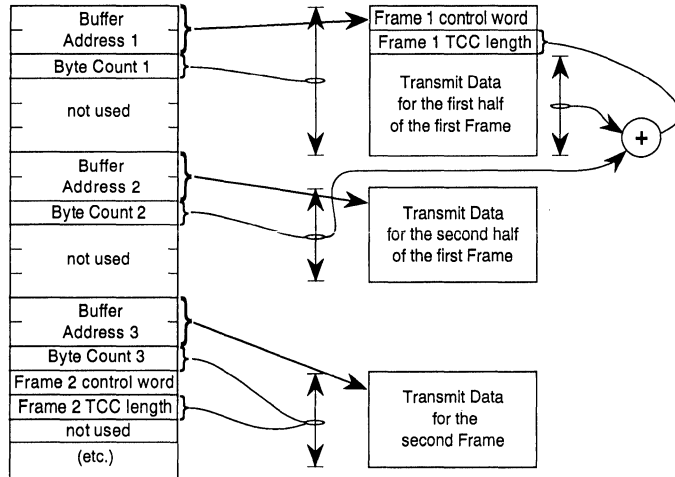 Buffer
Address 1
Byte Count 1
not used
Buffer
Address 2
Byte Count 2
not used
Buffer
Address 3
Byte Count 3
Frame 2 control word
Frame 2 TCC length
not used
(etc.)
Frame 1 control word
Frame 1 TCC length
Transmit Data
for the first half
of the first Frame
+
Transmit Data
for the second half
of the first Frame
Transmit Data
for the
second Frame